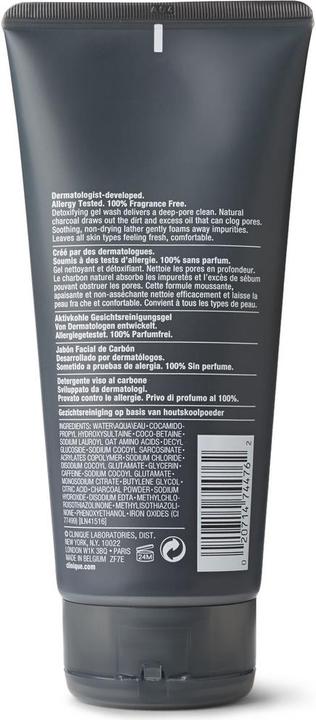 Dermatologist-developed.
Allergy Tested. 100% Fragrance Free.
Detoxifying gel wash delivers a deep-pore clean. Natural
charcoal draws out the dirt and excess oil that can clog pores.
Soothing, non-drying lather gently foams away impurities.
Leaves all skin types feeling fresh, comfortable.
Créé par des dermatologues.
Soumis à des tests d'allergie. 100% sans parfum.
Gel nettoyant et détoxifiant. Nettoie les pores en profondeur.
Le charbon naturel absorbe les impuretés et l'excès de sébum
pouvant obstruer les pores. Cette formule moussante,
apaisante et non-asséchante nettoie efficacement et laisse la
peau fra che et confortable. Convient à tous les types de peau.
Aktivkohle Gesichtsreinigungsgel
Von Dermatologen entwickelt.
Allergiegetestet. 100% Parfumfrei.
Jabón Facial de Carbón
Desarrollado por dermatólogos.
Sometido a pruebas de alergia. 100% Sin perfume.
Detergente viso al carbone
Sviluppato da dermatologi.
Provato contro le allergie. Privo di profumo al 100%.
Gezichtsreiniging op basis van houtskoolpoeder
INGREDIENTS: WATER\AQUA\EAU • COCAMIDO-
PROPYL HYDROXYSULTAINE • COCO-BETAINE •
SODIUM LAUROYL OAT AMINO ACIDS • DECYL
GLUCOSIDE • SODIUM COCOYL SARCOSINATE •
ACRYLATES COPOLYMER • SODIUM CHLORIDE •
DISODIUM COCOYL GLUTAMATE • GLYCERIN •
CAFFEINE • SODIUM COCOYL GLUTAMATE •
MONOSODIUM CITRATE • BUTYLENE GLYCOL •
CITRIC ACID • CHARCOAL POWDER • SODIUM
HYDROXIDE • DISODIUM EDTA • METHYLCHLO-
ROISOTHIAZOLINONE • METHYLISOTHIAZOLI-
NONE • PHENOXYETHANOL • IRON OXIDES (CI
77499) [ILN41516]
© CLINIQUE LABORATORIES, DIST.
NEW YORK, N.Y. 10022
LONDON W1K 3BQ • PARIS
MADE IN BELGIUM ZF7E
clinique.com
24M
0 20714 74476 2